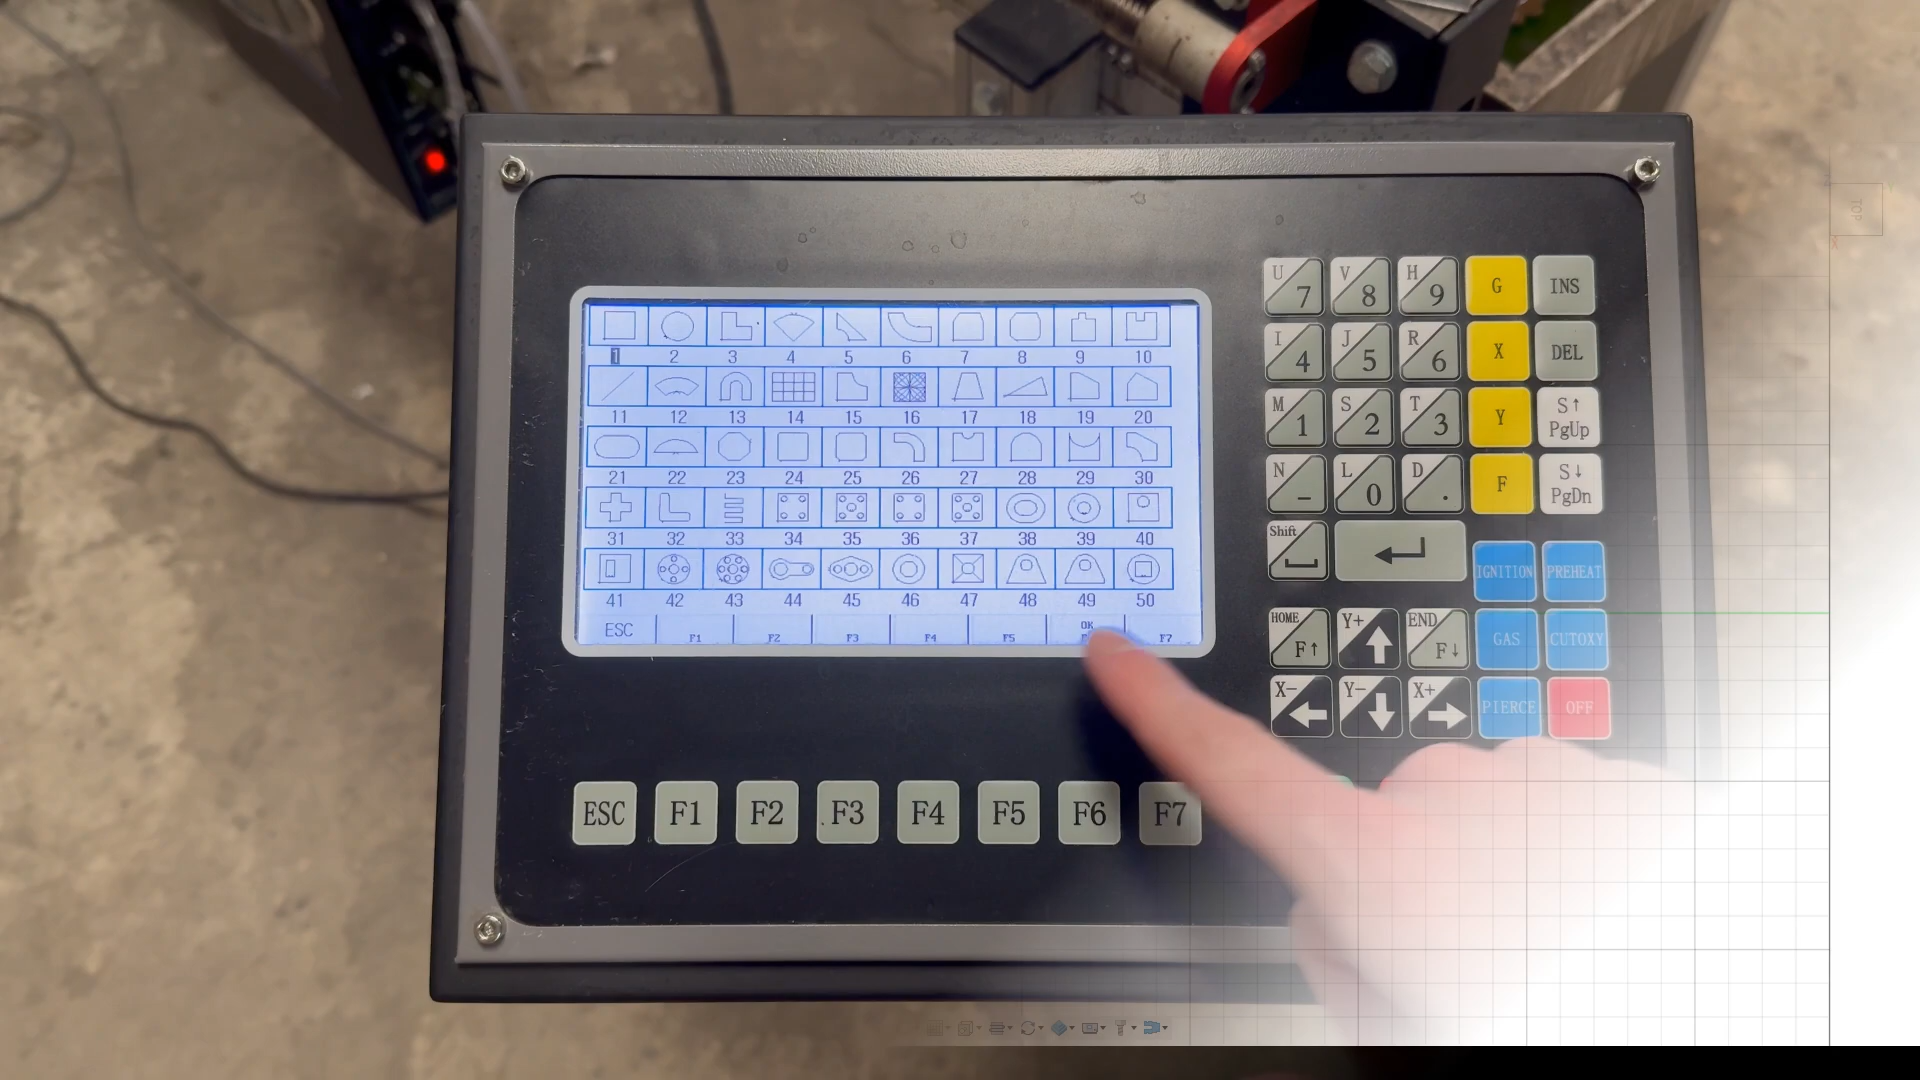 1 2 3 4 5 6 7 8 9 10
11 12 13 14 15 16 17 18 19 20
21 22 23 24 25 26 27 28 29 30
31 32 33 34 35 36 37 38 39 40
41 42 43 44 45 46 47 48 49 50
ESC F1 F2 F3 F4 F5 OK F7
ESC F1 F2 F3 F4 F5 F6 F7
U 7 V 8 H 9 G INS
I 4 J 5 R 6 X DEL
M 1 S 2 T 3 Y S↑ PgUp
N - L 0 D . F S↓ PgDn
Shift IGNITION PREHEAT
HOME F↑ Y+ END F↓ GAS CUTOXY
X- Y- X+ PIERCE OFF
TOP
X